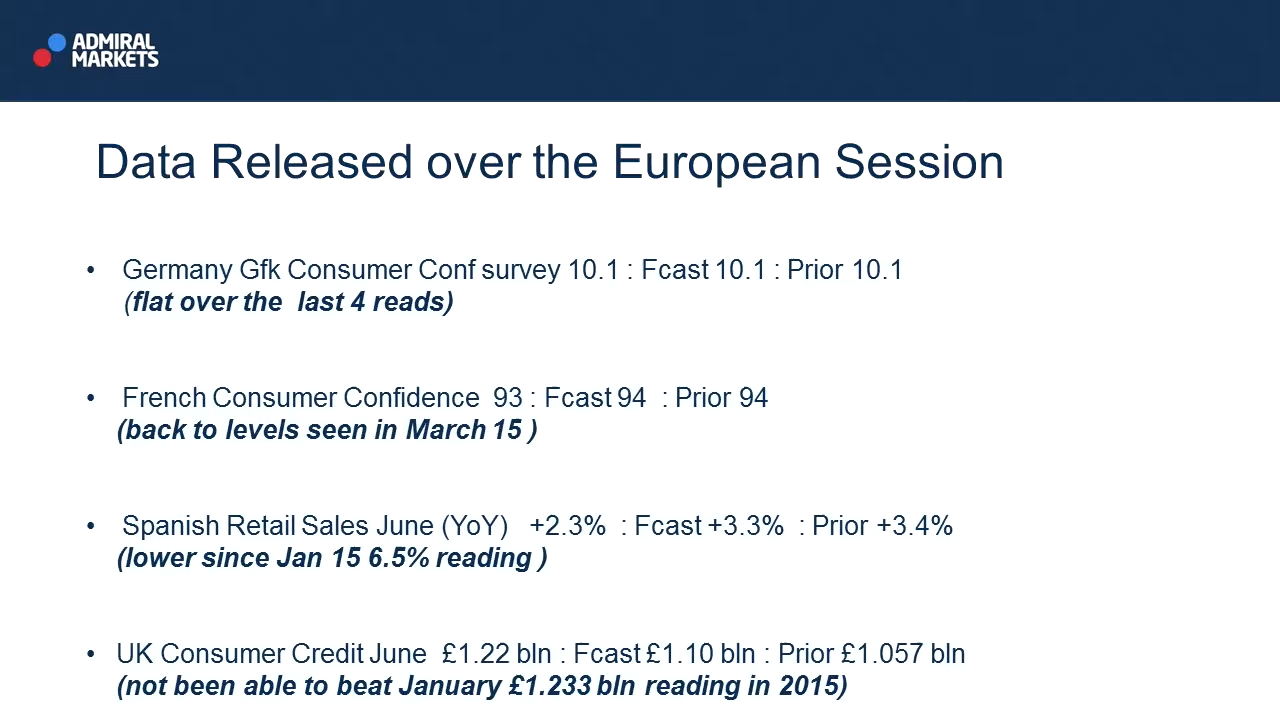 ADMIRAL
MARKETS
Data Released over the European Session
• Germany Gfk Consumer Conf survey 10.1 : Fcast 10.1 : Prior 10.1
(flat over the last 4 reads)
• French Consumer Confidence 93 : Fcast 94 : Prior 94
(back to levels seen in March 15 )
• Spanish Retail Sales June (YoY) +2.3% : Fcast +3.3% : Prior +3.4%
(lower since Jan 15 6.5% reading )
• UK Consumer Credit June £1.22 bln : Fcast £1.10 bln : Prior £1.057 bln
(not been able to beat January £1.233 bln reading in 2015)